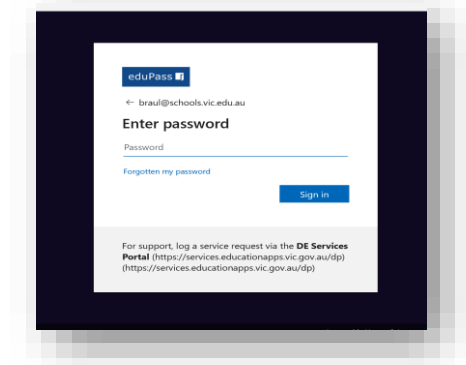 eduPass
← braul@schools.vic.edu.au
Enter password
Password
Forgotten my password
Sign in
For support, log a service request via the DE Services
Portal (https://services.educationapps.vic.gov.au/dp)
(https://services.educationapps.vic.gov.au/dp)